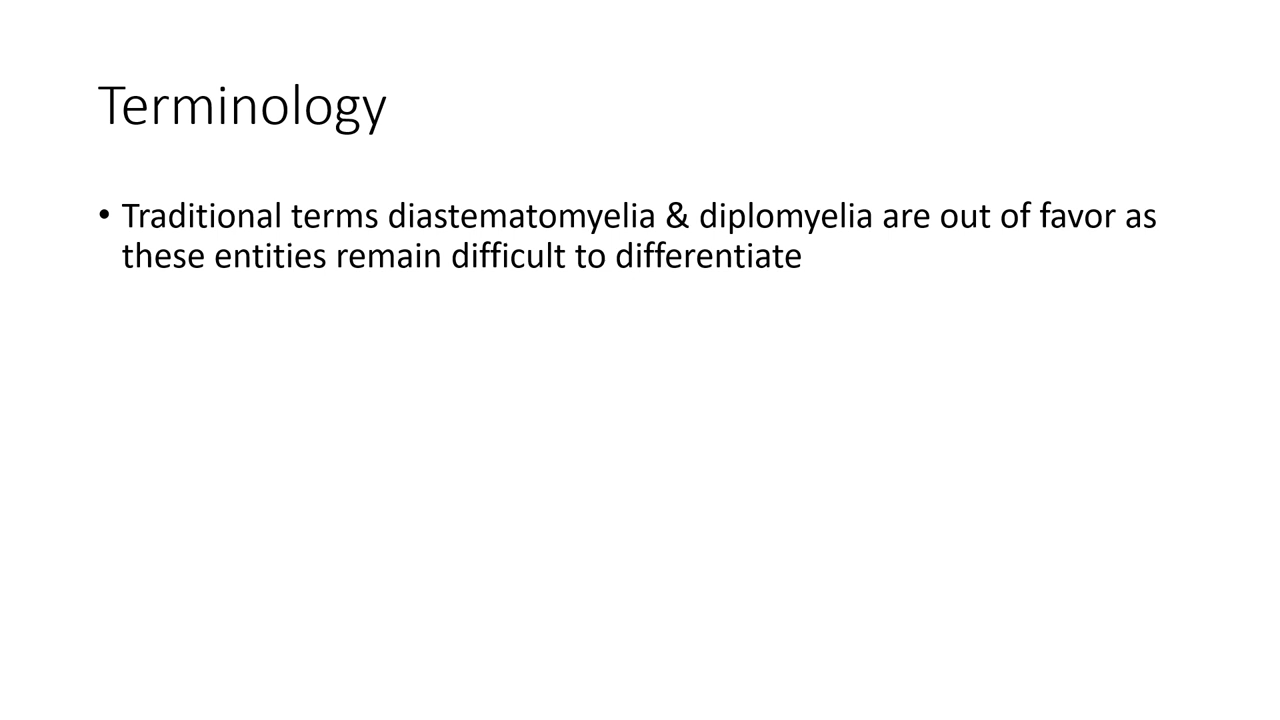 Terminology
• Traditional terms diastematomyelia & diplomyelia are out of favor as
these entities remain difficult to differentiate